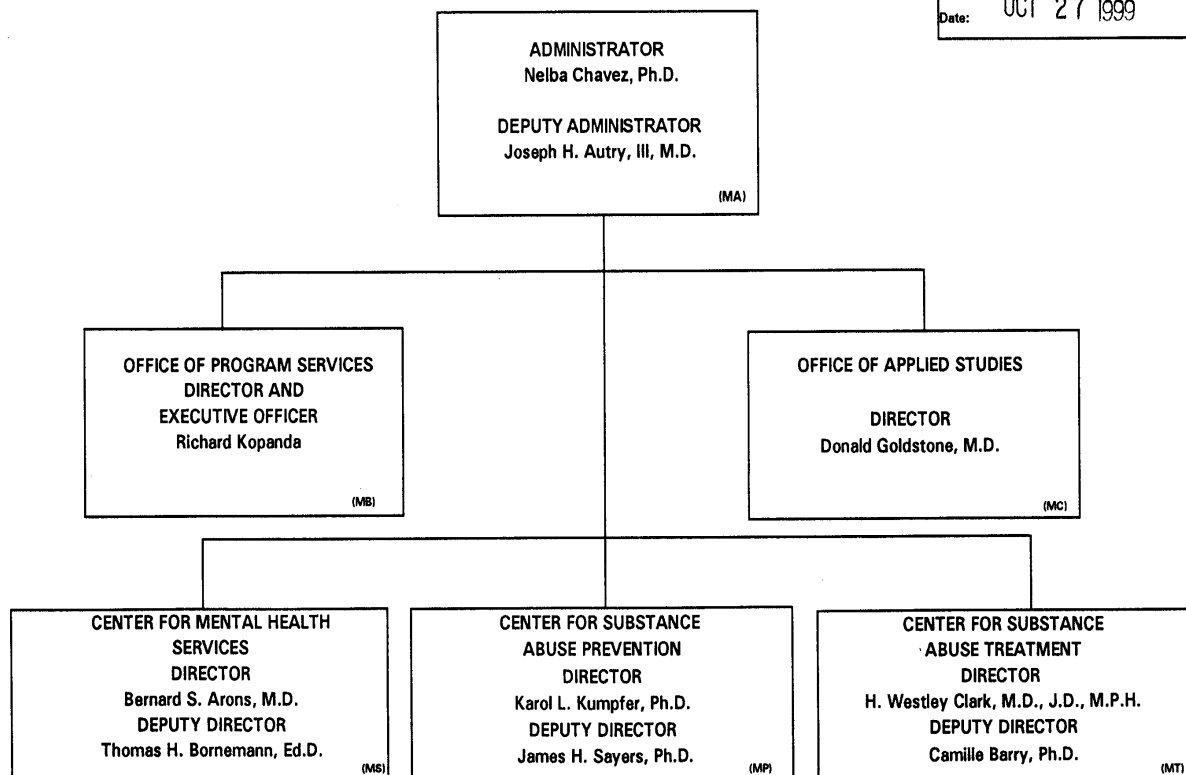 Date: OCT 27 1999
ADMINISTRATOR
Nelba Chavez, Ph.D.
DEPUTY ADMINISTRATOR
Joseph H. Autry, III, M.D.
(MA)
OFFICE OF PROGRAM SERVICES
DIRECTOR AND
EXECUTIVE OFFICER
Richard Kopanda
(MB)
OFFICE OF APPLIED STUDIES
DIRECTOR
Donald Goldstone, M.D.
(MC)
CENTER FOR MENTAL HEALTH
SERVICES
DIRECTOR
Bernard S. Arons, M.D.
DEPUTY DIRECTOR
Thomas H. Bornemann, Ed.D.
(MS)
CENTER FOR SUBSTANCE
ABUSE PREVENTION
DIRECTOR
Karol L. Kumpfer, Ph.D.
DEPUTY DIRECTOR
James H. Sayers, Ph.D.
(MP)
CENTER FOR SUBSTANCE
ABUSE TREATMENT
DIRECTOR
H. Westley Clark, M.D., J.D., M.P.H.
DEPUTY DIRECTOR
Camille Barry, Ph.D.
(MT)